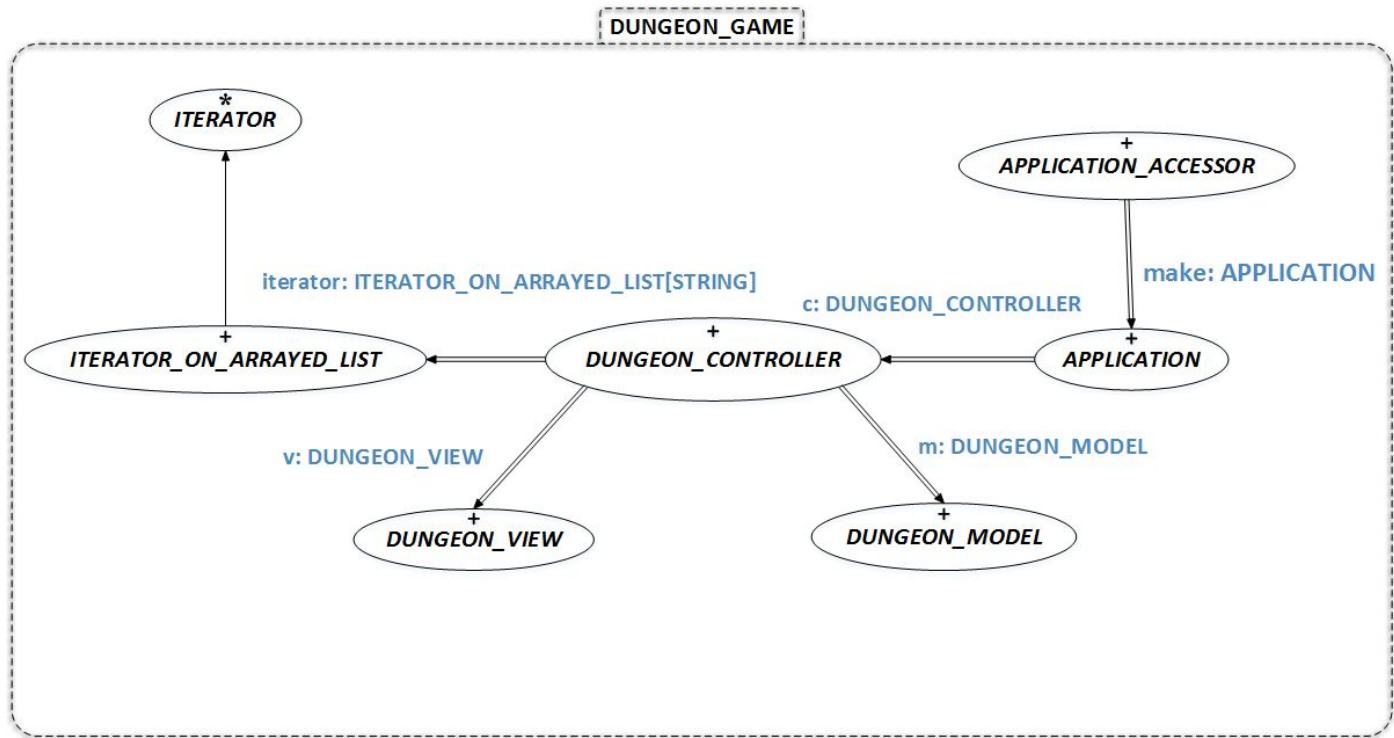 DUNGEON_GAME
*
ITERATOR
+
APPLICATION_ACCESSOR
iterator: ITERATOR_ON_ARRAYED_LIST[STRING]
make: APPLICATION
c: DUNGEON_CONTROLLER
+
ITERATOR_ON_ARRAYED_LIST
+
DUNGEON_CONTROLLER
+
APPLICATION
v: DUNGEON_VIEW
m: DUNGEON_MODEL
+
DUNGEON_VIEW
+
DUNGEON_MODEL